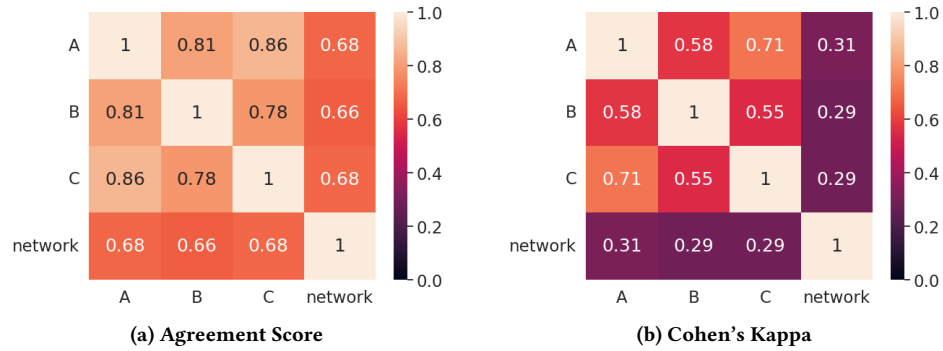 A 1 0.81 0.86 0.68
B 0.81 1 0.78 0.66
C 0.86 0.78 1 0.68
network 0.68 0.66 0.68 1
A B C network
1.0
0.8
0.6
0.4
0.2
0.0
(a) Agreement Score
A 1 0.58 0.71 0.31
B 0.58 1 0.55 0.29
C 0.71 0.55 1 0.29
network 0.31 0.29 0.29 1
A B C network
1.0
0.8
0.6
0.4
0.2
0.0
(b) Cohen's Kappa